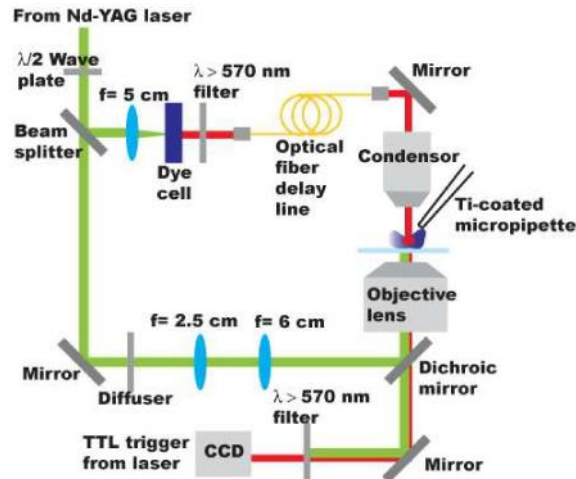 From Nd-YAG laser
λ/2 Wave
plate
f= 5 cm
λ > 570 nm
filter
Mirror
Beam
splitter
Dye
cell
Optical
fiber
delay
line
Condensor
Ti-coated
micropipette
Objective
lens
f= 2.5 cm
f= 6 cm
Mirror
Diffuser
λ > 570 nm
filter
Dichroic
mirror
TTL trigger
from laser
CCD
Mirror